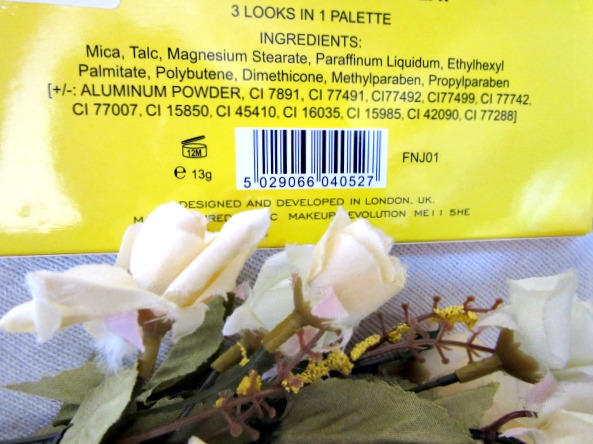 3 LOOKS IN 1 PALETTE
INGREDIENTS:
Mica, Talc, Magnesium Stearate, Paraffinum Liquidum, Ethylhexyl
Palmitate, Polybutene, Dimethicone, Methylparaben, Propylparaben
[+/-: ALUMINUM POWDER, CI 7891, CI 77491, CI77492, CI77499, CI 77742,
CI 77007, CI 15850, CI 45410, CI 16035, CI 15985, CI 42090, CI 77288]
12M
e 13g
5 029066 040527
FNJ01
DESIGNED AND DEVELOPED IN LONDON, UK.
MAKEUP REVOLUTION ME11 5HE